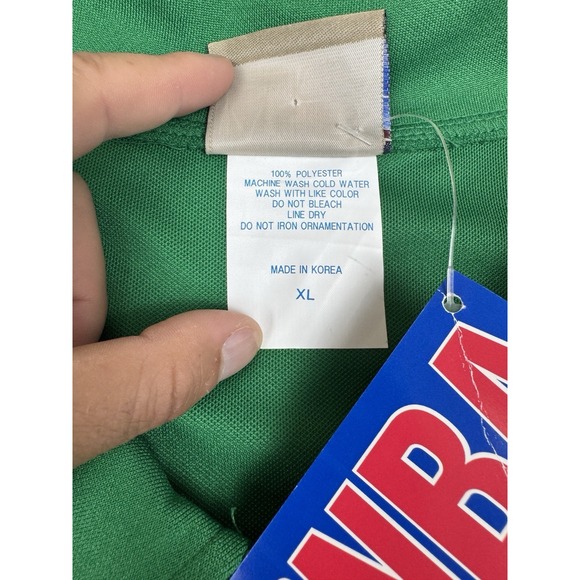 100% POLYESTER
MACHINE WASH COLD WATER
WASH WITH LIKE COLOR
DO NOT BLEACH
LINE DRY
DO NOT IRON ORNAMENTATION
MADE IN KOREA
XL
NBA